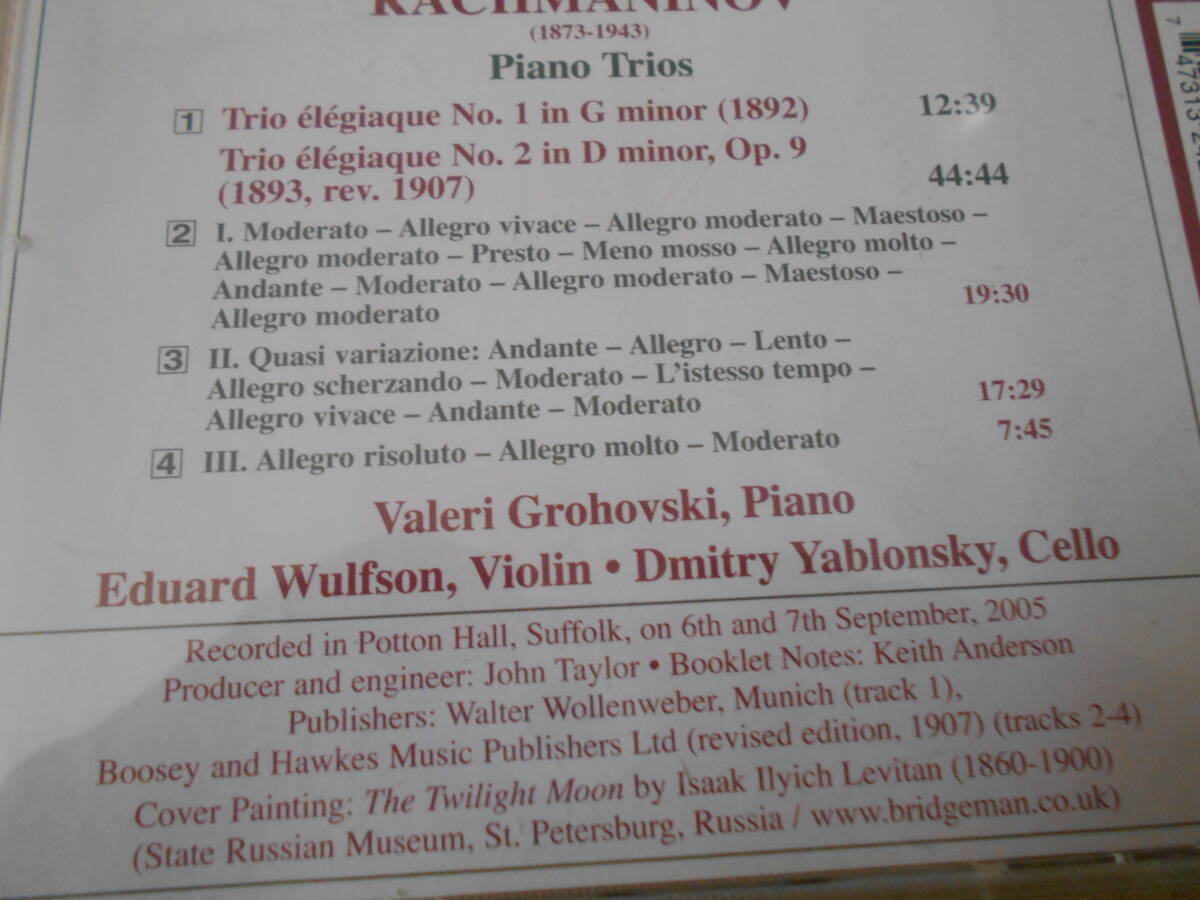 RACHMANINOV
(1873-1943)
Piano Trios
1 Trio élégiaque No. 1 in G minor (1892) 12:39
Trio élégiaque No. 2 in D minor, Op. 9
(1893, rev. 1907) 44:44
2 I. Moderato – Allegro vivace – Allegro moderato – Maestoso –
Allegro moderato – Presto – Meno mosso – Allegro molto –
Andante – Moderato – Allegro moderato – Maestoso –
Allegro moderato 19:30
3 II. Quasi variazione: Andante – Allegro – Lento –
Allegro scherzando – Moderato – L'istesso tempo –
Allegro vivace – Andante – Moderato 17:29
4 III. Allegro risoluto – Allegro molto – Moderato 7:45
Valeri Grohovski, Piano
Eduard Wulfson, Violin • Dmitry Yablonsky, Cello
Recorded in Potton Hall, Suffolk, on 6th and 7th September, 2005
Producer and engineer: John Taylor • Booklet Notes: Keith Anderson
Publishers: Walter Wollenweber, Munich (track 1),
Boosey and Hawkes Music Publishers Ltd (revised edition, 1907) (tracks 2-4)
Cover Painting: The Twilight Moon by Isaak Ilyich Levitan (1860-1900)
(State Russian Museum, St. Petersburg, Russia / www.bridgeman.co.uk)
7 47313